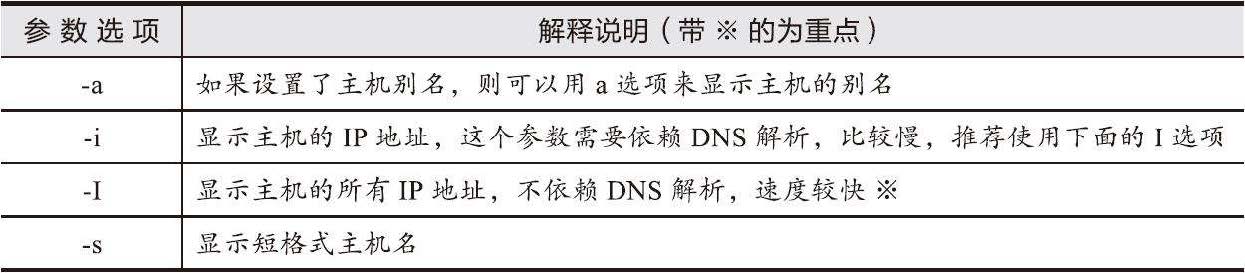 参数选项 解释说明（带 ※ 的为重点）
-a 如果设置了主机别名，则可以用 a 选项来显示主机的别名
-i 显示主机的 IP 地址，这个参数需要依赖 DNS 解析，比较慢，推荐使用下面的 I 选项
-I 显示主机的所有 IP 地址，不依赖 DNS 解析，速度较快 ※
-s 显示短格式主机名